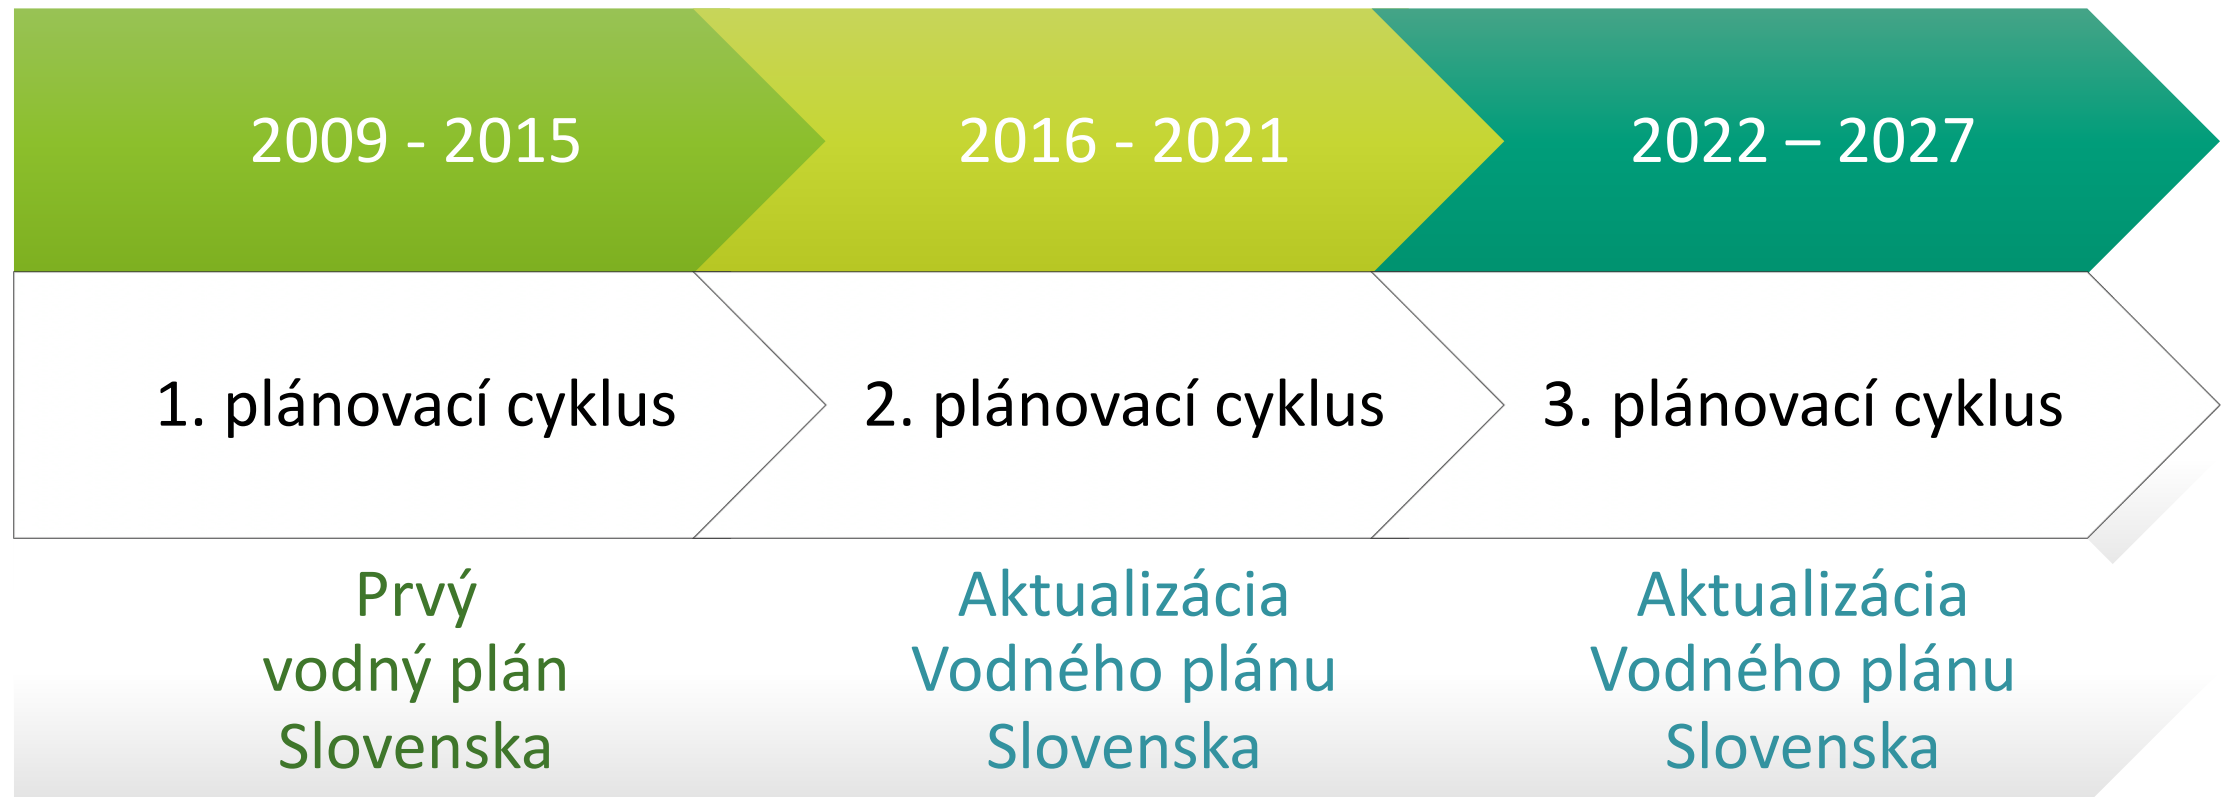 2009 - 2015
2016 - 2021
2022 – 2027
1. plánovací cyklus
2. plánovací cyklus
3. plánovací cyklus
Prvý
vodný plán
Slovenska
Aktualizácia
Vodného plánu
Slovenska
Aktualizácia
Vodného plánu
Slovenska